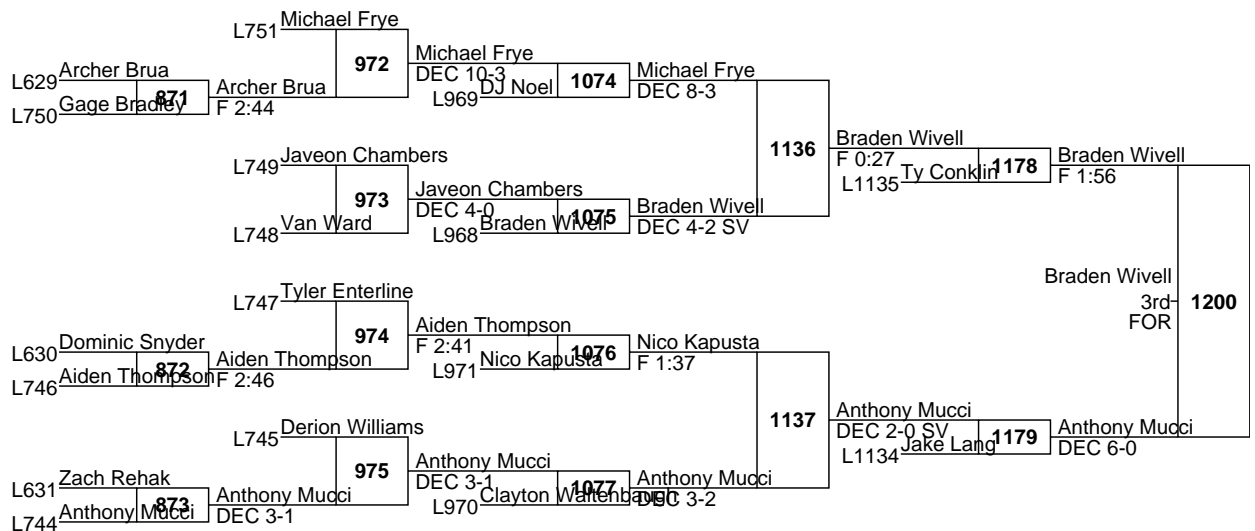 L751 Michael Frye
972
Michael Frye
DEC 10-3
L629 Archer Brua
871
L750 Gage Bradley
Archer Brua
F 2:44
L969 DJ Noel
1074
Michael Frye
DEC 8-3
1136
Braden Wivell
F 0:27
L1135 Ty Conklin
1178
Braden Wivell
F 1:56
L749 Javeon Chambers
973
L748 Van Ward
Javeon Chambers
DEC 4-0
L968 Braden Wivell
1075
Braden Wivell
DEC 4-2 SV
Braden Wivell
3rd
FOR
1200
L747 Tyler Enterline
974
Aiden Thompson
F 2:41
L630 Dominic Snyder
872
L746 Aiden Thompson
Aiden Thompson
F 2:46
L971 Nico Kapusta
1076
Nico Kapusta
F 1:37
1137
Anthony Mucci
DEC 2-0 SV
L1134 Jake Lang
1179
Anthony Mucci
DEC 6-0
L745 Derion Williams
975
Anthony Mucci
DEC 3-1
L631 Zach Rehak
873
L744 Anthony Mucci
Anthony Mucci
DEC 3-1
L970 Clayton Waltenbaugh
1077
Anthony Mucci
DEC 3-2